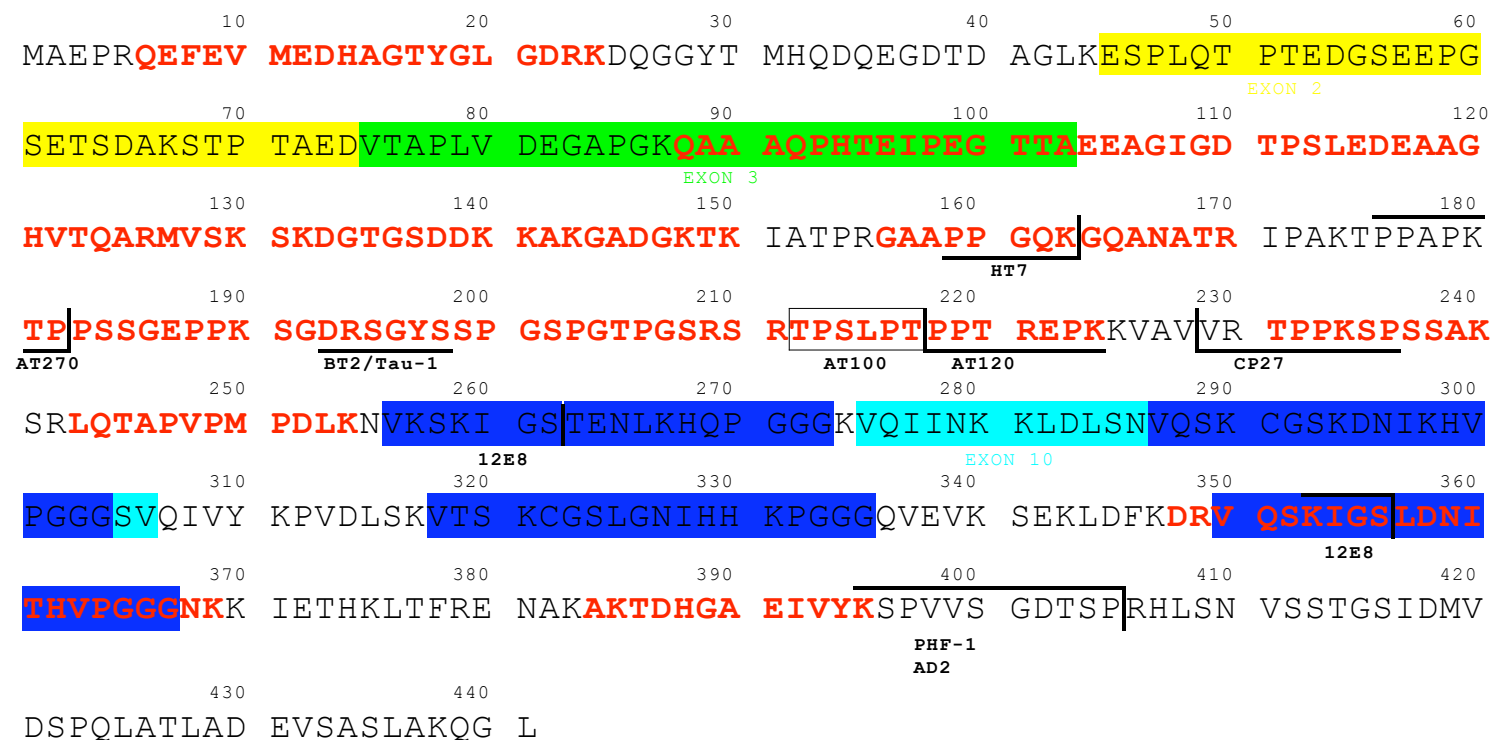 10 20 30 40 50 60
MAEPRQEFEV MEDHAGTYGL GDRKDQGGYT MHQDQEGDTD AGLKESPLQT PTEDGSEEPG
EXON 2
70 80 90 100 110 120
SETSDAKSTP TAEDVTAPLV DEGAPGKQAA AQPHTEIPEG TTAEEAGIGD TPSLEDEAAG
EXON 3
130 140 150 160 170 180
HVTQARMVSK SKDGTGSDDK KAKGADGKTK IATPRGAAPP GQKGQANATR IPAKTPPAPK
HT7
190 200 210 220 230 240
TPPSSGEPPK SGDRSGYSSP GSPGTPGSRS RTPSLPTPPT REPKKVAVVR TPPKSPSSAK
AT270 BT2/Tau-1 AT100 AT120 CP27
250 260 270 280 290 300
SRLQTAPVPM PDLKNVKSKI GSTENLKHQP GGGKVQIINK KLDLSNVQSK CGSKDNIKHV
12E8 EXON 10
310 320 330 340 350 360
PGGGSVQIVY KPVDLSKVTS KCGSLGNIHH KPGGGQVEVK SEKLDFKDRV QSKIGSLDNI
12E8
370 380 390 400 410 420
THVPGGGNKK IETHKLTFRE NAKAKTDHGA EIVYKSPVVS GDTSPRHLSN VSSTGSIDMV
PHF-1
AD2
430 440
DSPQLATLAD EVSASLAKQG L